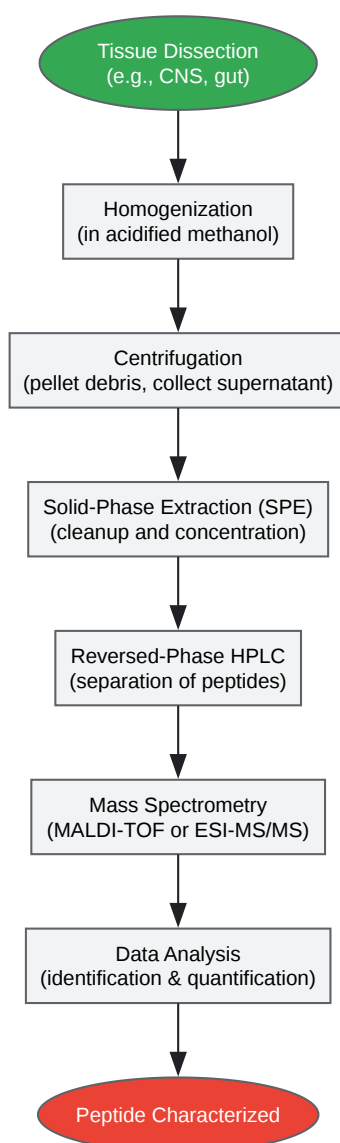 Tissue Dissection
(e.g., CNS, gut)
Homogenization
(in acidified methanol)
Centrifugation
(pellet debris, collect supernatant)
Solid-Phase Extraction (SPE)
(cleanup and concentration)
Reversed-Phase HPLC
(separation of peptides)
Mass Spectrometry
(MALDI-TOF or ESI-MS/MS)
Data Analysis
(identification & quantification)
Peptide Characterized